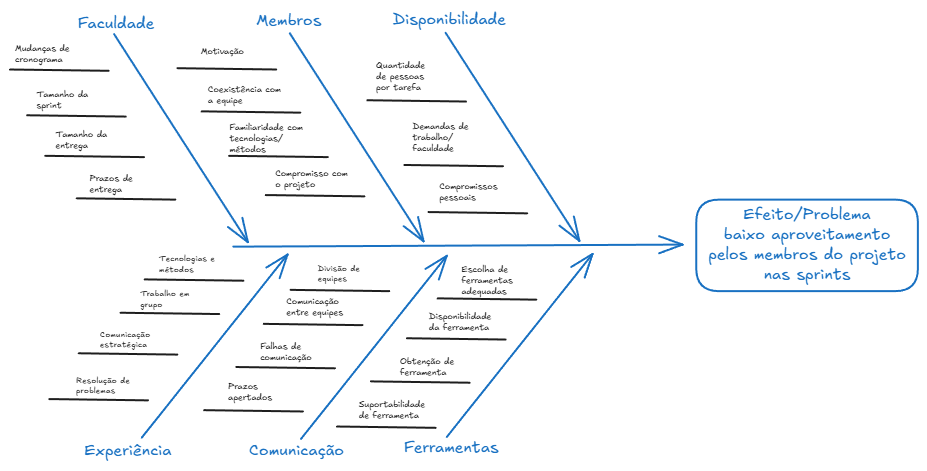 Faculdade
Mudanças de
cronograma
Tamanho da
sprint
Tamanho da
entrega
Prazos de
entrega
Membros
Motivação
Coexistência com
a equipe
Familiaridade com
tecnologias/
métodos
Compromisso com
o projeto
Disponibilidade
Quantidade
de pessoas
por tarefa
Demandas de
trabalho/
faculdade
Compromissos
pessoais
Efeito/Problema
baixo aproveitamento
pelos membros do projeto
nas sprints
Tecnologias e
métodos
Trabalho em
grupo
Comunicação
estratégica
Resolução de
problemas
Experiência
Divisão de
equipes
Comunicação
entre equipes
Falhas de
comunicação
Prazos
apertados
Comunicação
Escolha de
ferramentas
adequadas
Disponibilidade
da ferramenta
Obtenção de
ferramenta
Suportabilidade
de ferramenta
Ferramentas